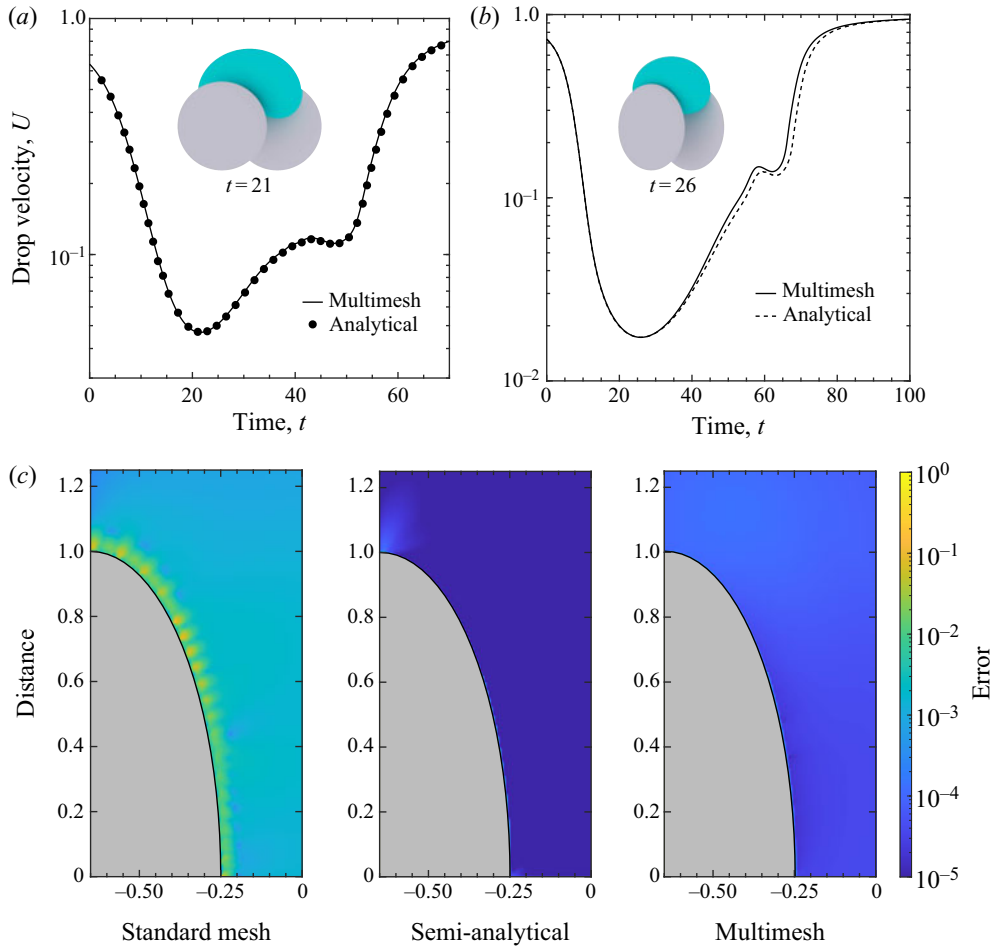 (a)
1.0
Drop velocity, U
10⁻¹
t = 21
Multimesh
Analytical
0 20 40 60
Time, t
(b)
1.0
10⁻¹
10⁻²
t = 26
Multimesh
Analytical
0 20 40 60 80 100
Time, t
(c)
Distance
1.2
1.0
0.8
0.6
0.4
0.2
0
−0.50 −0.25 0
Standard mesh
1.2
1.0
0.8
0.6
0.4
0.2
0
−0.50 −0.25 0
Semi-analytical
1.2
1.0
0.8
0.6
0.4
0.2
0
−0.50 −0.25 0
Multimesh
10⁰
10⁻¹
10⁻²
10⁻³
10⁻⁴
10⁻⁵
Error